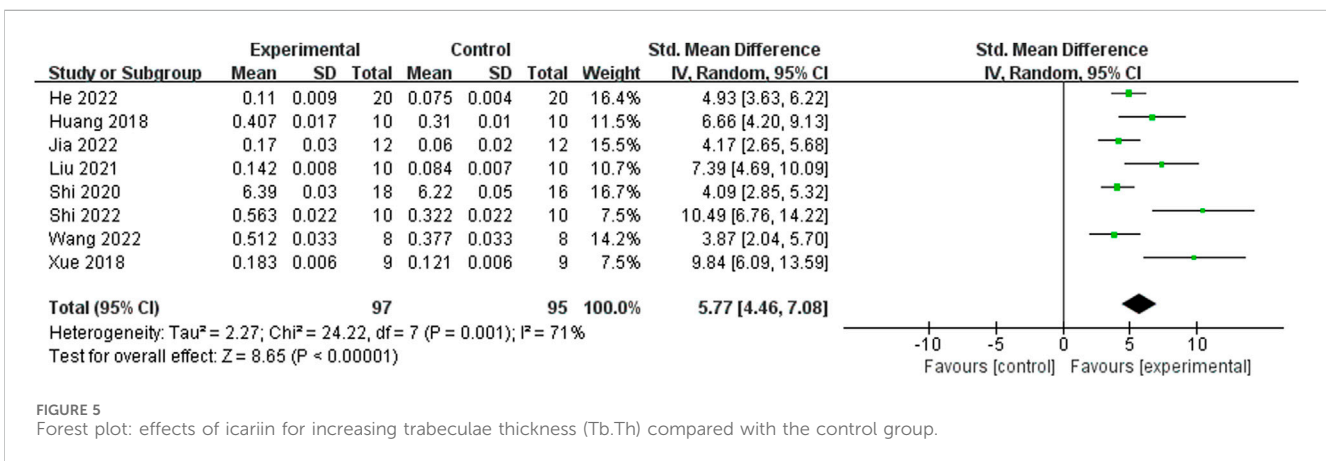 Experimental Control Std. Mean Difference Std. Mean Difference
Study or Subgroup Mean SD Total Mean SD Total Weight IV, Random, 95% CI IV, Random, 95% CI
He 2022 0.11 0.009 20 0.075 0.004 20 16.4% 4.93 [3.63, 6.22]
Huang 2018 0.407 0.017 10 0.31 0.01 10 11.5% 6.66 [4.20, 9.13]
Jia 2022 0.17 0.03 12 0.06 0.02 12 15.5% 4.17 [2.65, 5.68]
Liu 2021 0.142 0.008 10 0.084 0.007 10 10.7% 7.39 [4.69, 10.09]
Shi 2020 6.39 0.03 18 6.22 0.05 16 16.7% 4.09 [2.85, 5.32]
Shi 2022 0.563 0.022 10 0.322 0.022 10 7.5% 10.49 [6.76, 14.22]
Wang 2022 0.512 0.033 8 0.377 0.033 8 14.2% 3.87 [2.04, 5.70]
Xue 2018 0.183 0.006 9 0.121 0.006 9 7.5% 9.84 [6.09, 13.59]
Total (95% CI) 97 95 100.0% 5.77 [4.46, 7.08]
Heterogeneity: Tau² = 2.27; Chi² = 24.22, df = 7 (P = 0.001); I² = 71%
Test for overall effect: Z = 8.65 (P < 0.00001)
-10 -5 0 5 10
Favours [control] Favours [experimental]
FIGURE 5
Forest plot: effects of icariin for increasing trabeculae thickness (Tb.Th) compared with the control group.